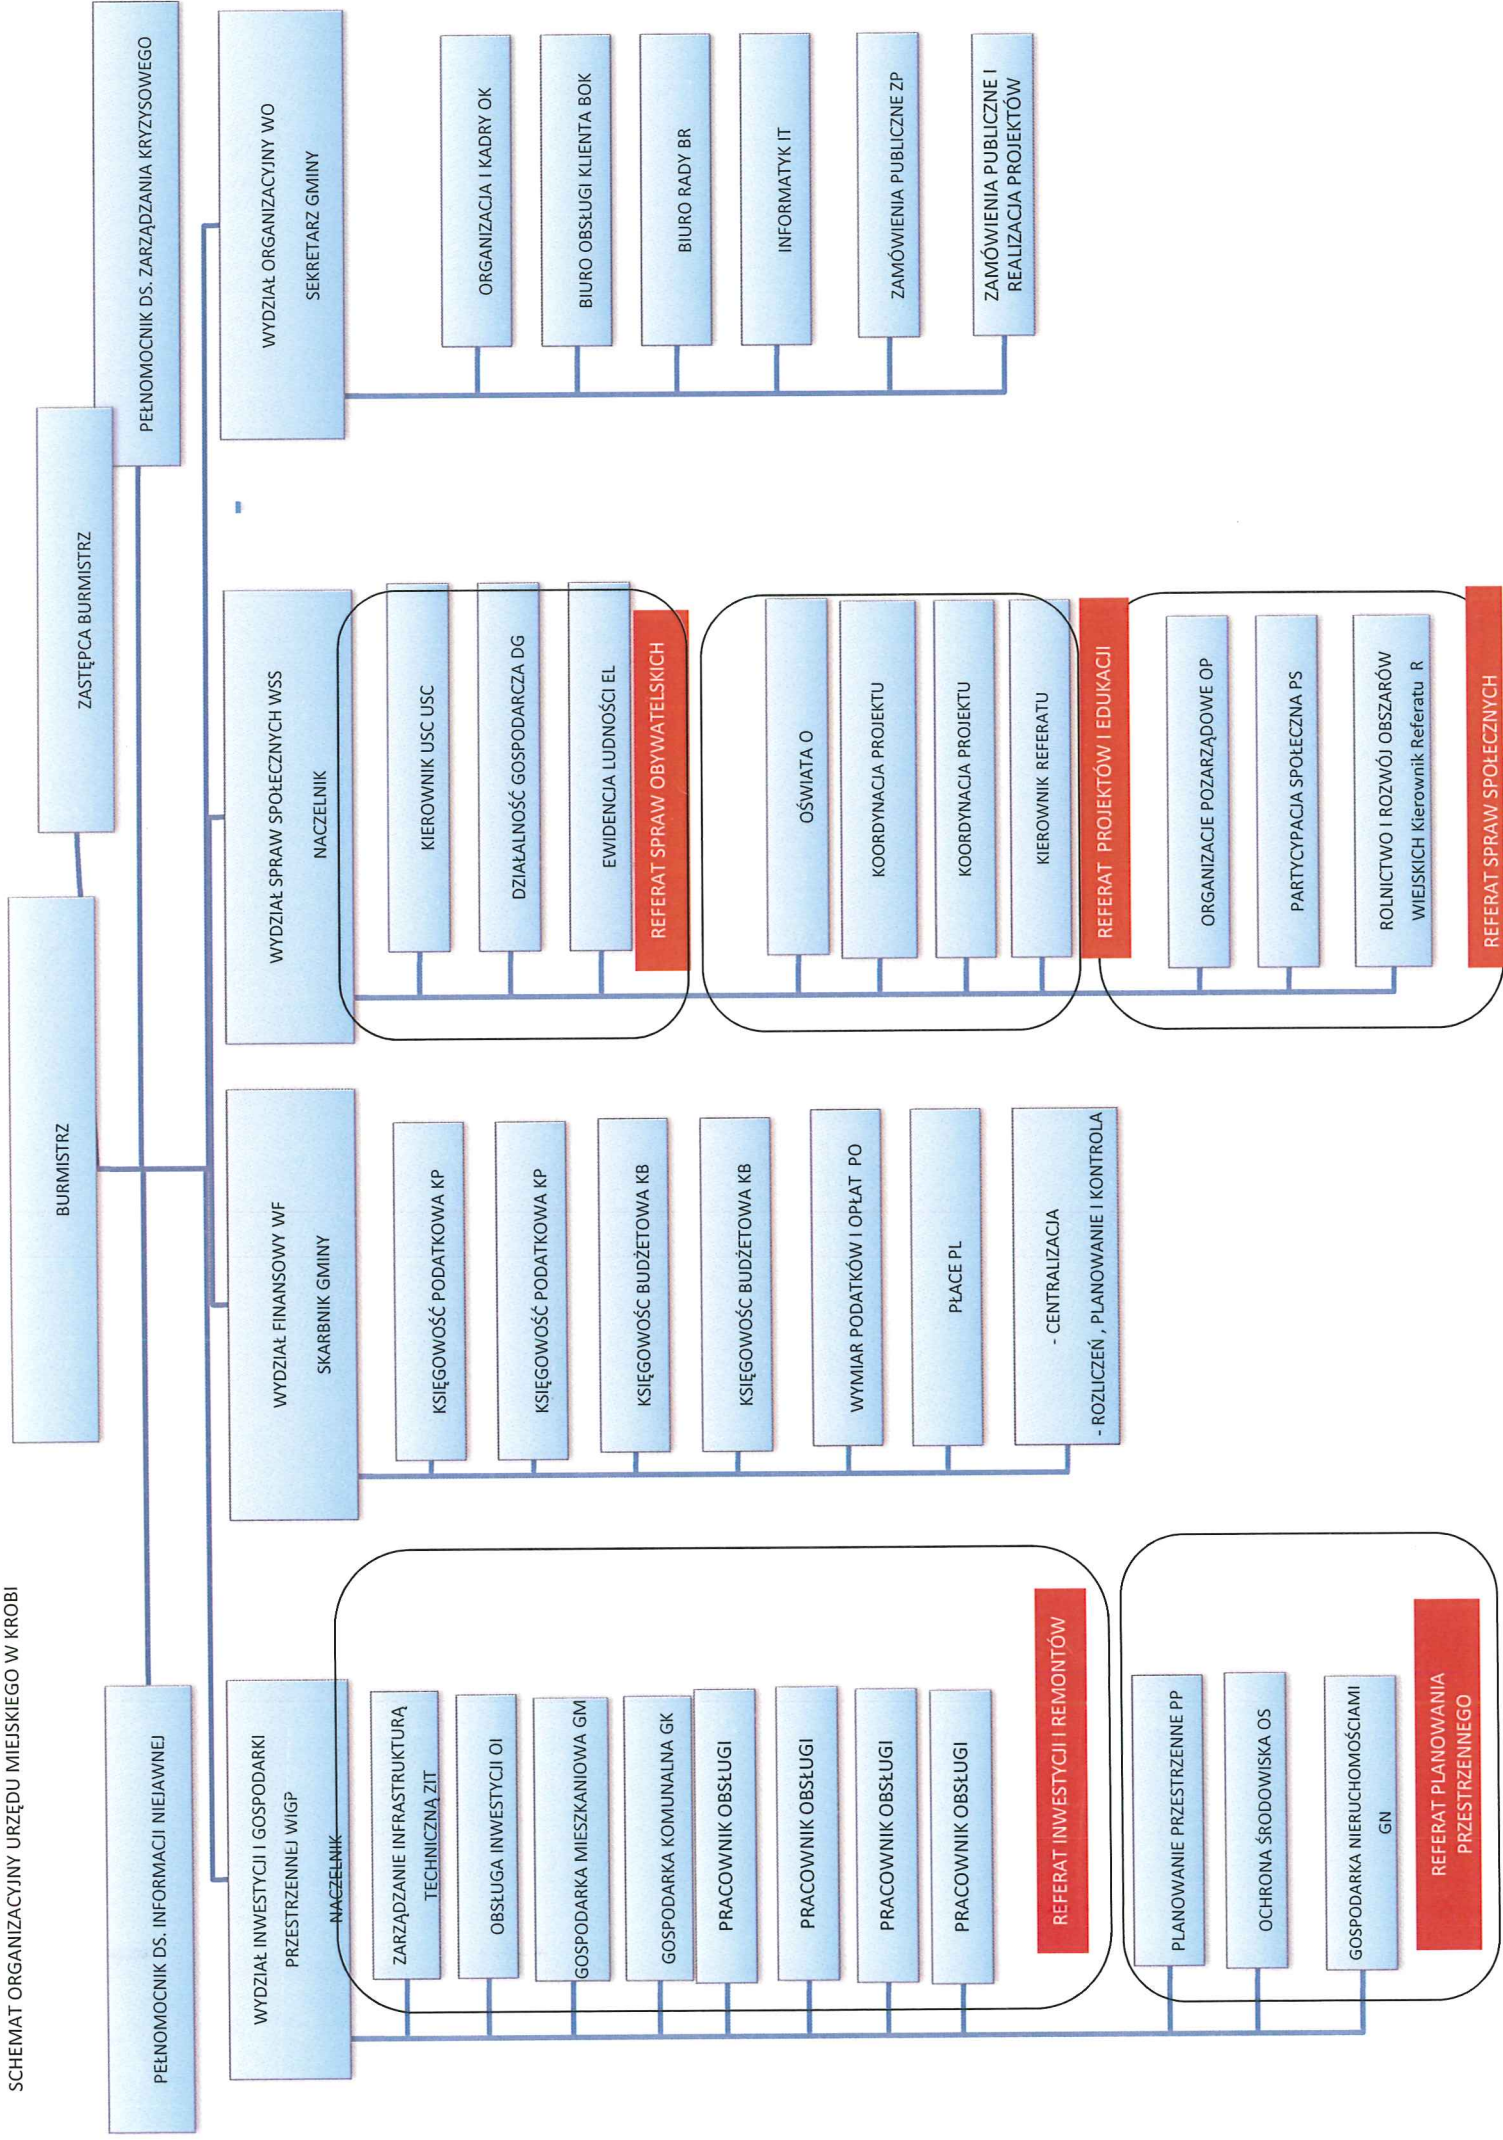 SCHEMAT ORGANIZACYJNY URZĘDU MIEJSKIEGO W KROBI
BURMISTRZ
ZASTĘPCA BURMISTRZ
PEŁNOMOCNIK DS. INFORMACJI NIEJAWNEJ
PEŁNOMOCNIK DS. ZARZĄDZANIA KRYZYSOWEGO
WYDZIAŁ INWESTYCJI I GOSPODARKI
PRZESTRZENNEJ WIGP
NACZELNIK
ZARZĄDZANIE INFRASTRUKTURĄ
TECHNICZNĄ ZIT
OBSŁUGA INWESTYCJI OI
GOSPODARKA MIESZKANIOWA GM
GOSPODARKA KOMUNALNA GK
PRACOWNIK OBSŁUGI
PRACOWNIK OBSŁUGI
PRACOWNIK OBSŁUGI
PRACOWNIK OBSŁUGI
REFERAT INWESTYCJI I REMONTÓW
PLANOWANIE PRZESTRZENNE PP
OCHRONA ŚRODOWISKA OS
GOSPODARKA NIERUCHOMOŚCIAMI
GN
REFERAT PLANOWANIA
PRZESTRZENNEGO
WYDZIAŁ FINANSOWY WF
SKARBNIK GMINY
KSIĘGOWOŚĆ PODATKOWA KP
KSIĘGOWOŚĆ PODATKOWA KP
KSIĘGOWOŚC BUDŻETOWA KB
KSIĘGOWOŚC BUDŻETOWA KB
WYMIAR PODATKÓW I OPŁAT PO
PŁACE PL
- CENTRALIZACJA
- ROZLICZEŃ , PLANOWANIE I KONTROLA
WYDZIAŁ SPRAW SPOŁECZNYCH WSS
NACZELNIK
KIEROWNIK USC USC
DZIAŁALNOŚĆ GOSPODARCZA DG
EWIDENCJA LUDNOŚCI EL
REFERAT SPRAW OBYWATELSKICH
OŚWIATA O
KOORDYNACJA PROJEKTU
KOORDYNACJA PROJEKTU
KIEROWNIK REFERATU
REFERAT PROJEKTÓW I EDUKACJI
ORGANIZACJE POZARZĄDOWE OP
PARTYCYPACJA SPOŁECZNA PS
ROLNICTWO I ROZWÓJ OBSZARÓW
WIEJSKICH Kierownik Referatu R
REFERAT SPRAW SPOŁECZNYCH
WYDZIAŁ ORGANIZACYJNY WO
SEKRETARZ GMINY
ORGANIZACJA I KADRY OK
BIURO OBSŁUGI KLIENTA BOK
BIURO RADY BR
INFORMATYK IT
ZAMÓWIENIA PUBLICZNE ZP
ZAMÓWIENIA PUBLICZNE I
REALIZACJA PROJEKTÓW